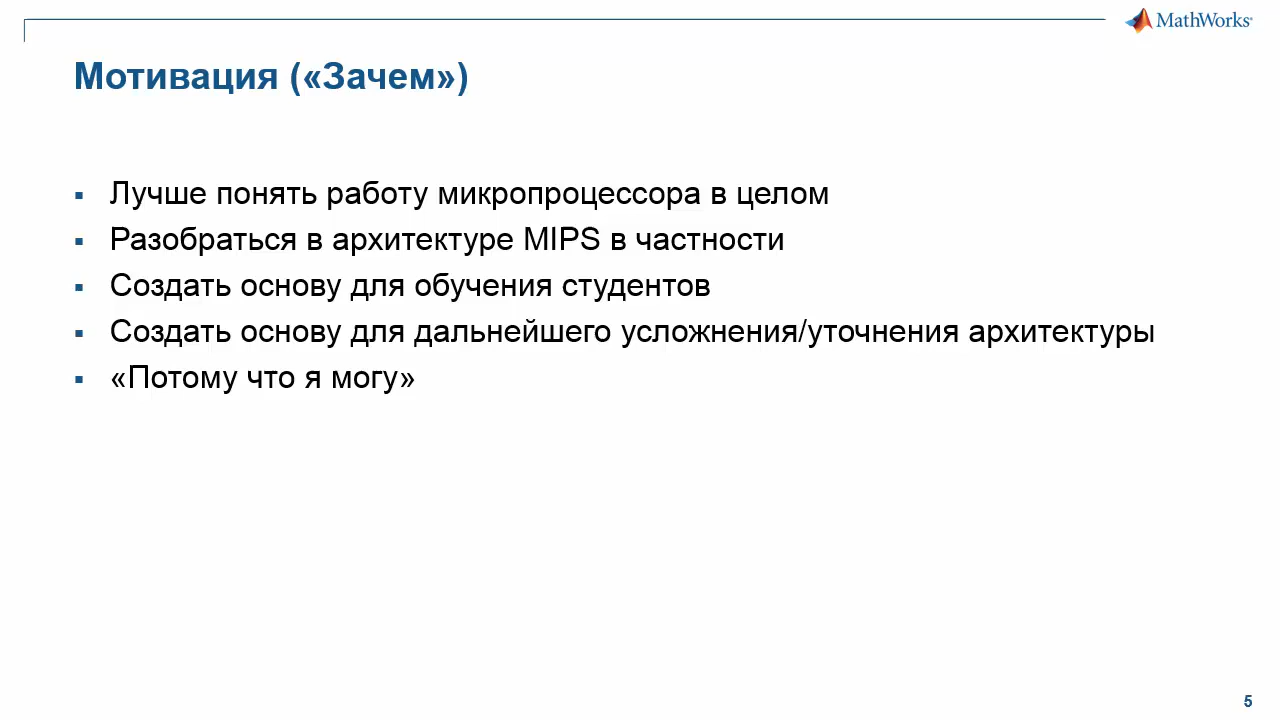 MathWorks
Мотивация («Зачем»)
▪ Лучше понять работу микропроцессора в целом
▪ Разобраться в архитектуре MIPS в частности
▪ Создать основу для обучения студентов
▪ Создать основу для дальнейшего усложнения/уточнения архитектуры
▪ «Потому что я могу»
5